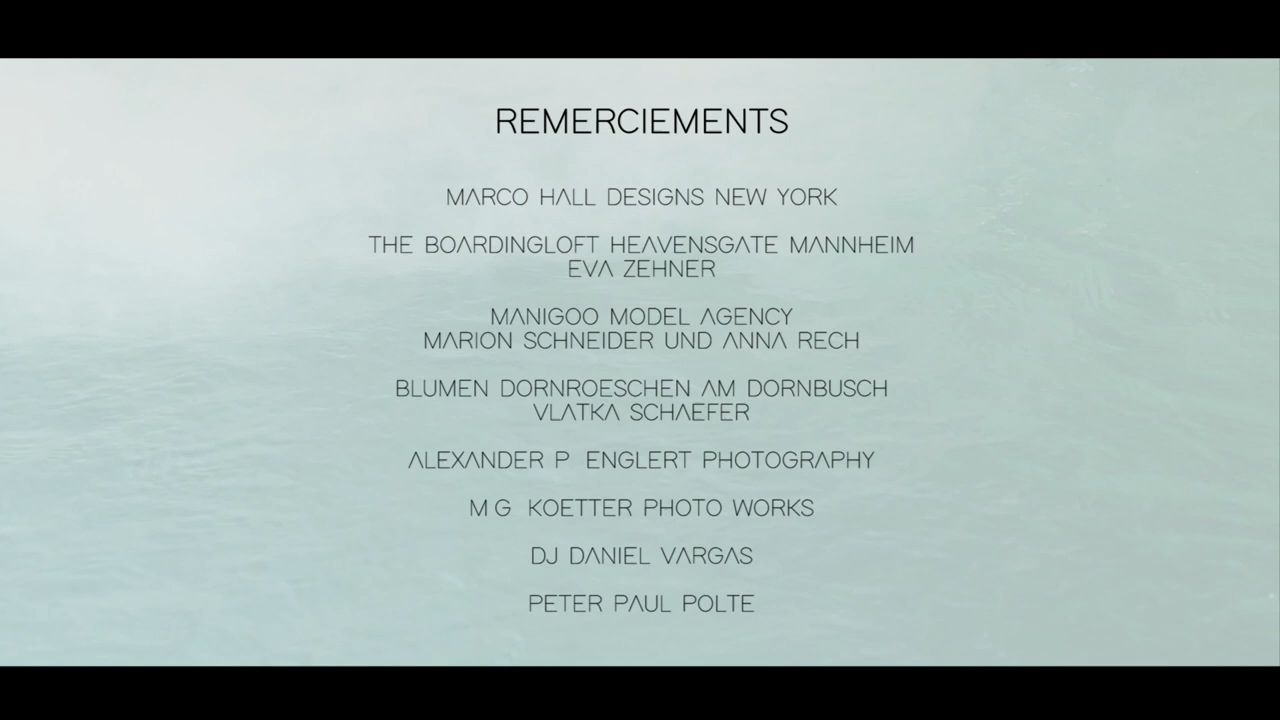 REMERCIEMENTS
MARCO HALL DESIGNS NEW YORK
THE BOARDINGLOFT HEAVENSGATE MANNHEIM
EVA ZEHNER
MANIGOO MODEL AGENCY
MARION SCHNEIDER UND ANNA RECH
BLUMEN DORNROESCHEN AM DORNBUSCH
VLATKA SCHAEFER
ALEXANDER P ENGLERT PHOTOGRAPHY
M G KOETTER PHOTO WORKS
DJ DANIEL VARGAS
PETER PAUL POLTE